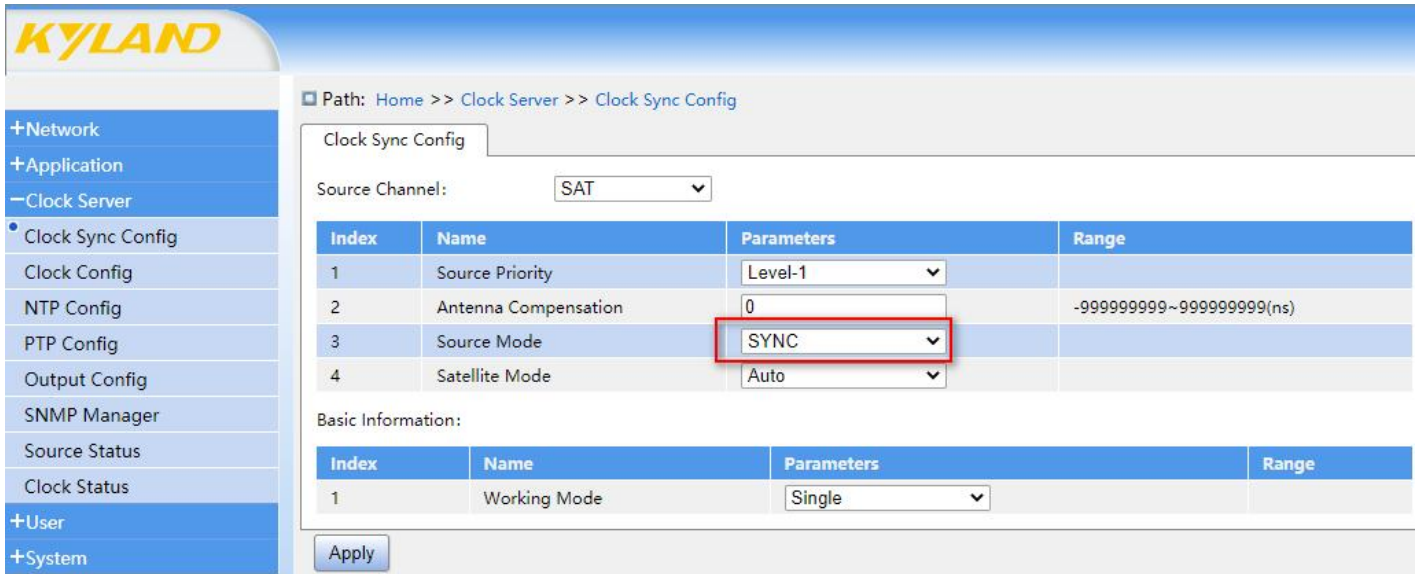 KYLAND
Path: Home >> Clock Server >> Clock Sync Config
+Network
+Application
−Clock Server
Clock Sync Config
Clock Config
NTP Config
PTP Config
Output Config
SNMP Manager
Source Status
Clock Status
+User
+System
Clock Sync Config
Source Channel: SAT
Index Name Parameters Range
1 Source Priority Level-1
2 Antenna Compensation 0 -999999999~999999999(ns)
3 Source Mode SYNC
4 Satellite Mode Auto
Basic Information:
Index Name Parameters Range
1 Working Mode Single
Apply